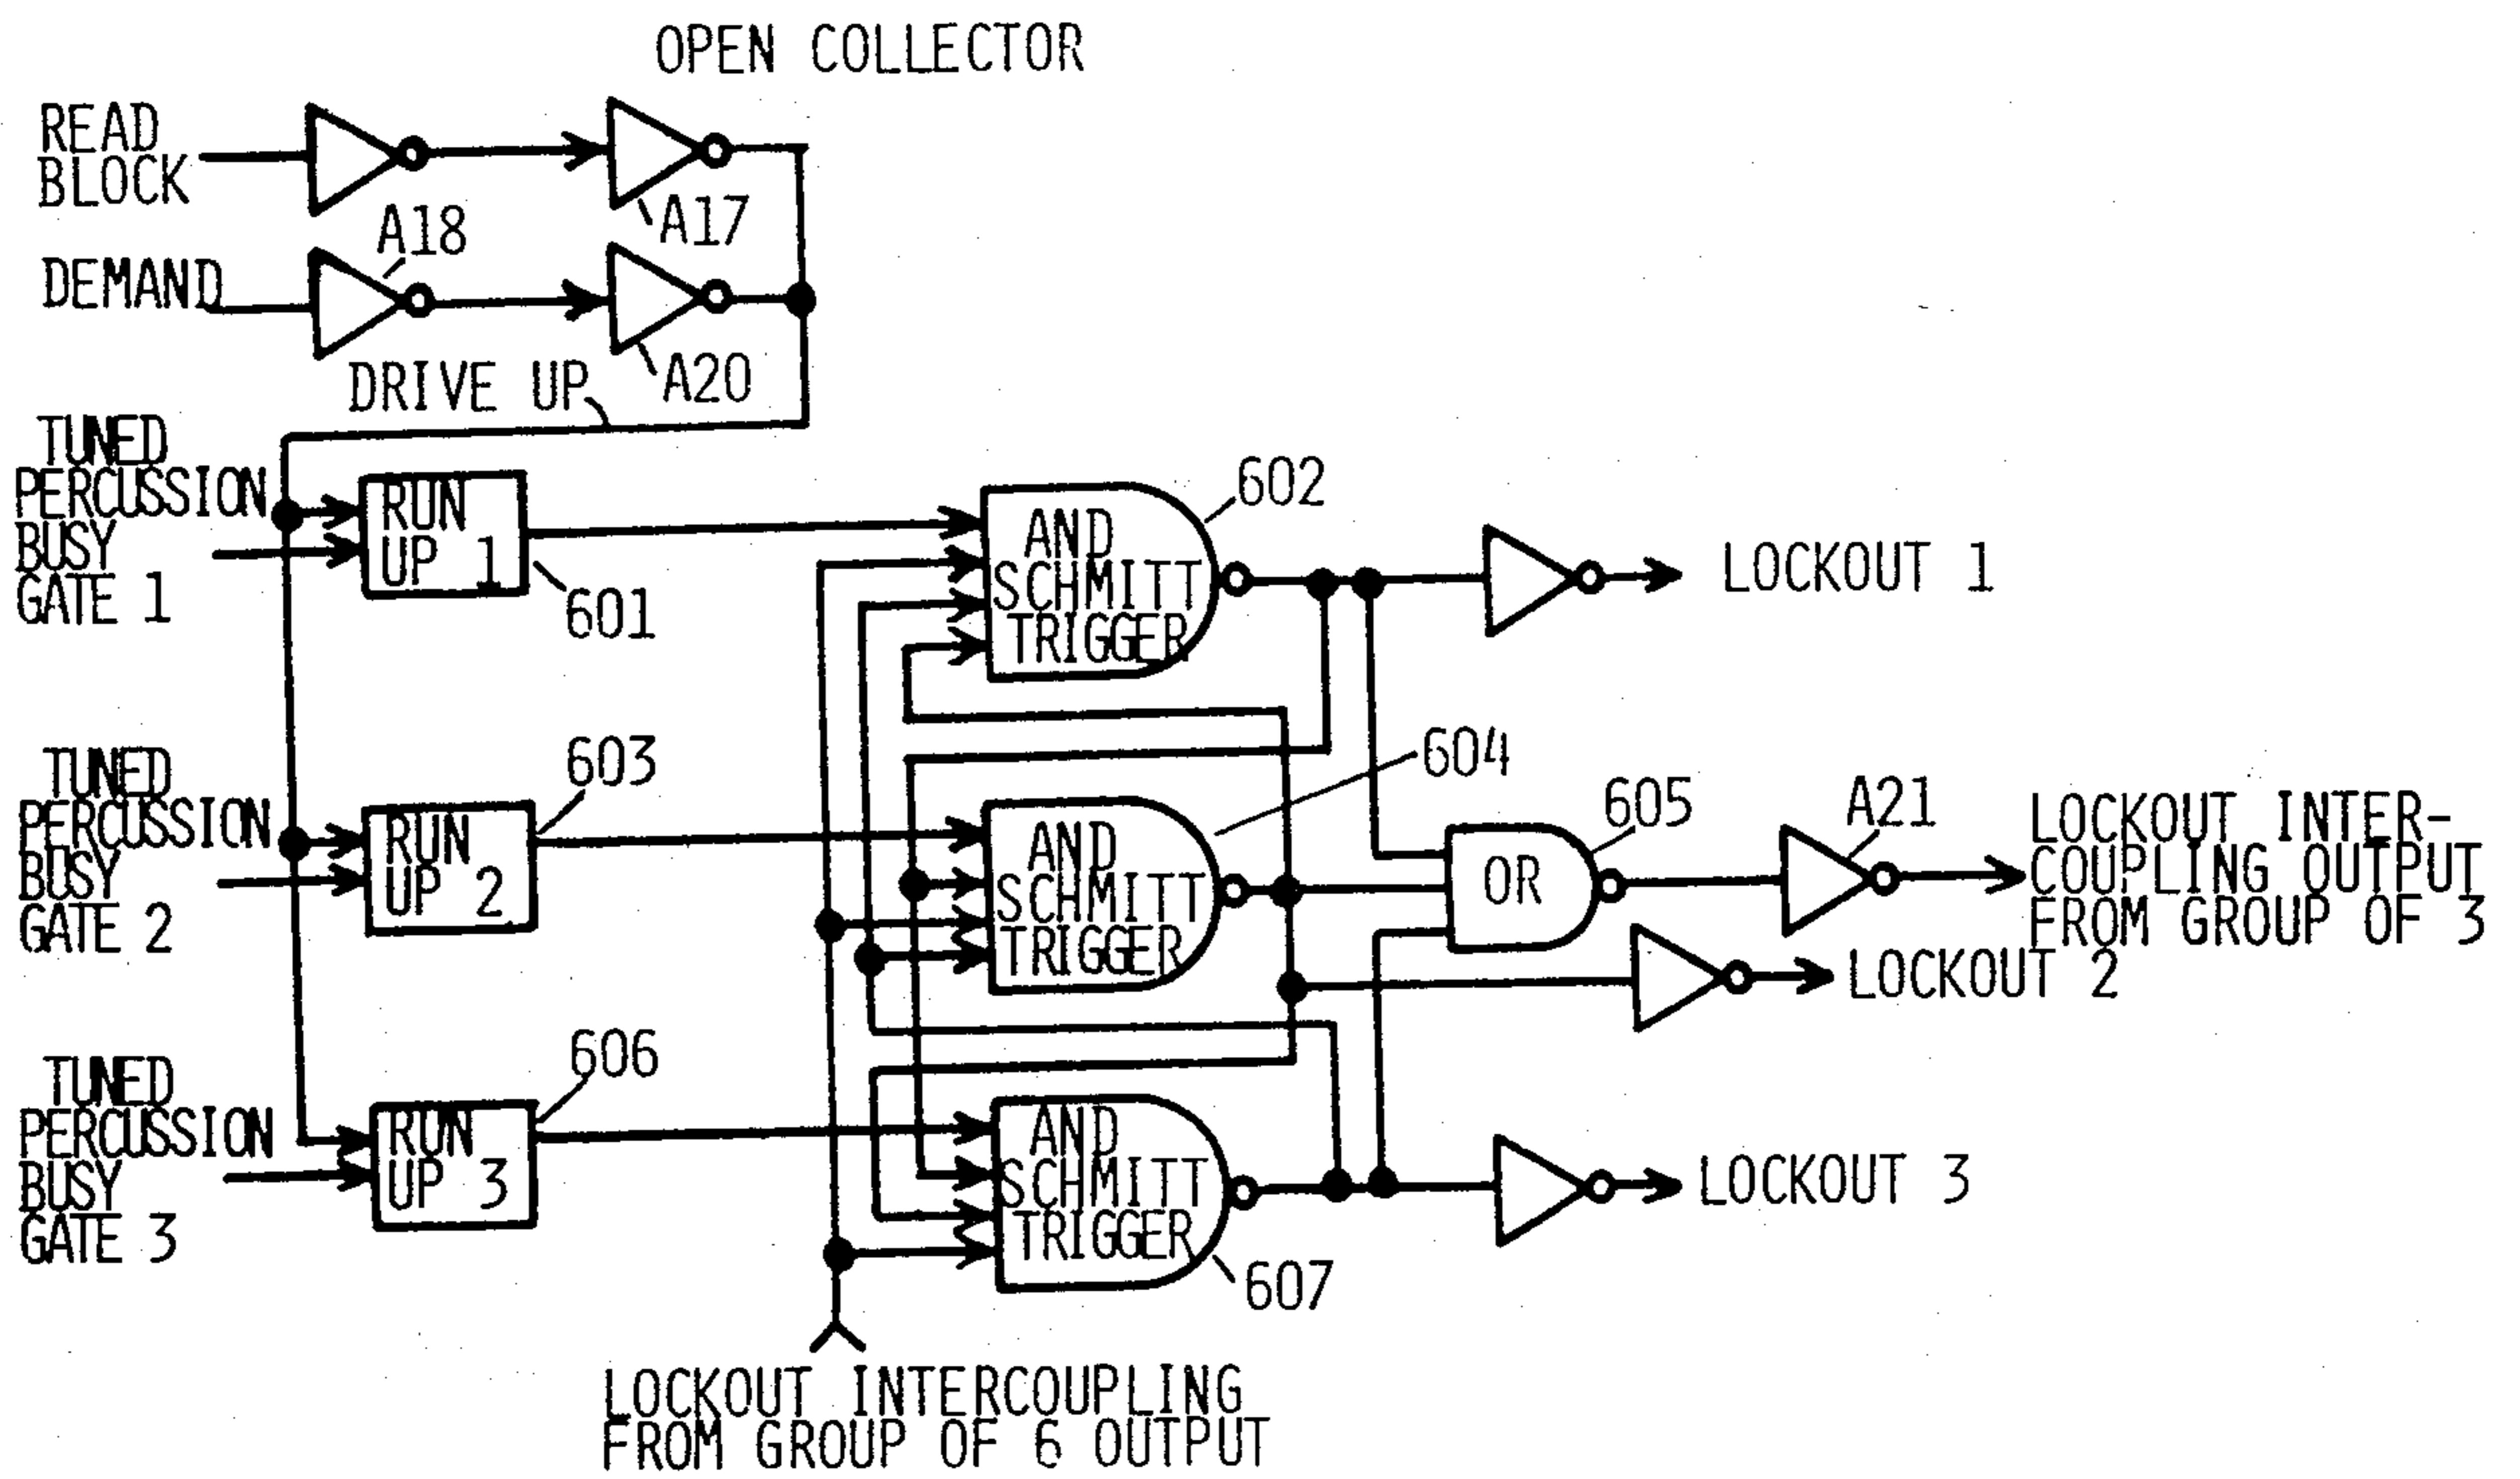 OPEN COLLECTOR
READ
BLOCK
A18
A17
DEMAND
A20
DRIVE UP
TUNED
PERCUSSION
BUSY
GATE 1
RUN
UP 1
601
AND
SCHMITT
TRIGGER
602
LOCKOUT 1
TUNED
PERCUSSION
BUSY
GATE 2
RUN
UP 2
603
AND
SCHMITT
TRIGGER
604
OR
605
A21
LOCKOUT INTER-
COUPLING OUTPUT
FROM GROUP OF 3
LOCKOUT 2
TUNED
PERCUSSION
BUSY
GATE 3
RUN
UP 3
606
AND
SCHMITT
TRIGGER
607
LOCKOUT 3
LOCKOUT INTERCOUPLING
FROM GROUP OF 6 OUTPUT